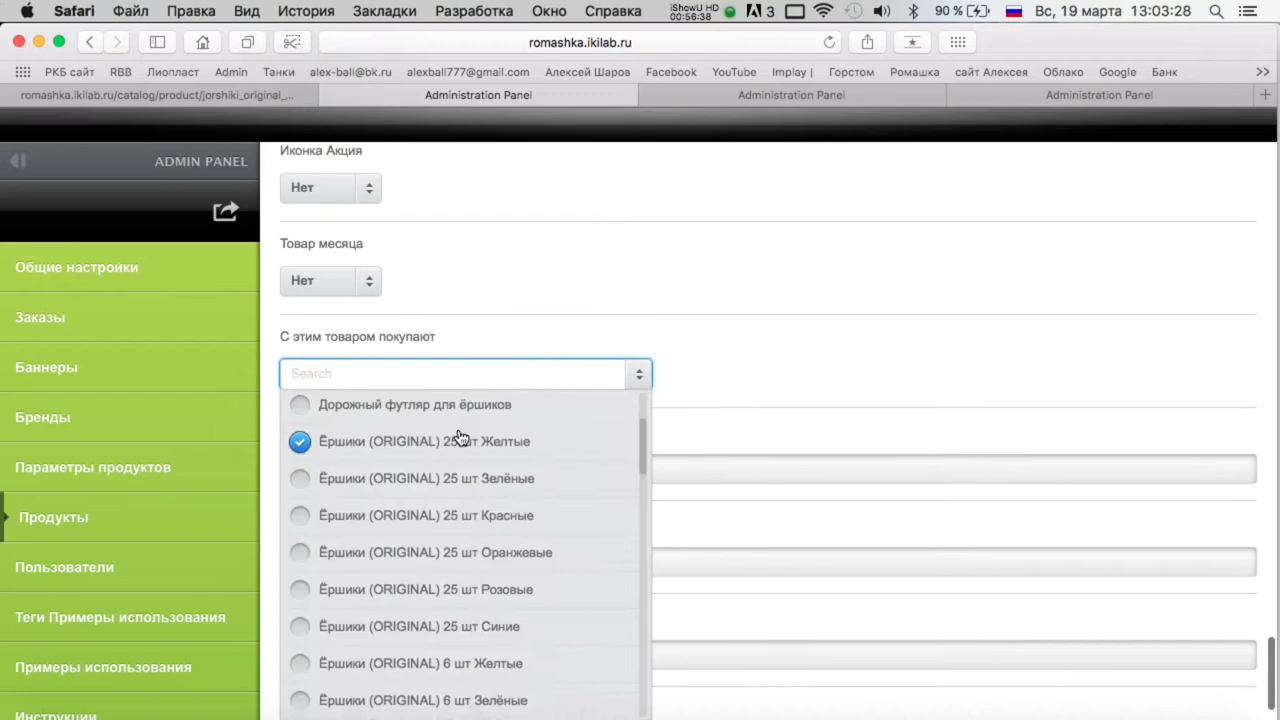 Safari Файл Правка Вид История Закладки Разработка Окно Справка iShowU HD 00:56:38 3 90 % Вс, 19 марта 13:03:28
romashka.ikilab.ru
РКБ сайт RBB Лиопласт Admin Танки alex-ball@bk.ru alexball777@gmail.com Алексей Шаров Facebook YouTube Implay | Горстом Ромашка сайт Алексея Облако Google Банк
romashka.ikilab.ru/catalog/product/jorshiki_original_... Administration Panel Administration Panel Administration Panel
ADMIN PANEL
Общие настройки
Заказы
Баннеры
Бренды
Параметры продуктов
Продукты
Пользователи
Теги Примеры использования
Примеры использования
Инструкции
Иконка Акция
Нет
Товар месяца
Нет
С этим товаром покупают
Search
Дорожный футляр для ёршиков
Ёршики (ORIGINAL) 25 шт Желтые
Ёршики (ORIGINAL) 25 шт Зелёные
Ёршики (ORIGINAL) 25 шт Красные
Ёршики (ORIGINAL) 25 шт Оранжевые
Ёршики (ORIGINAL) 25 шт Розовые
Ёршики (ORIGINAL) 25 шт Синие
Ёршики (ORIGINAL) 6 шт Желтые
Ёршики (ORIGINAL) 6 шт Зелёные